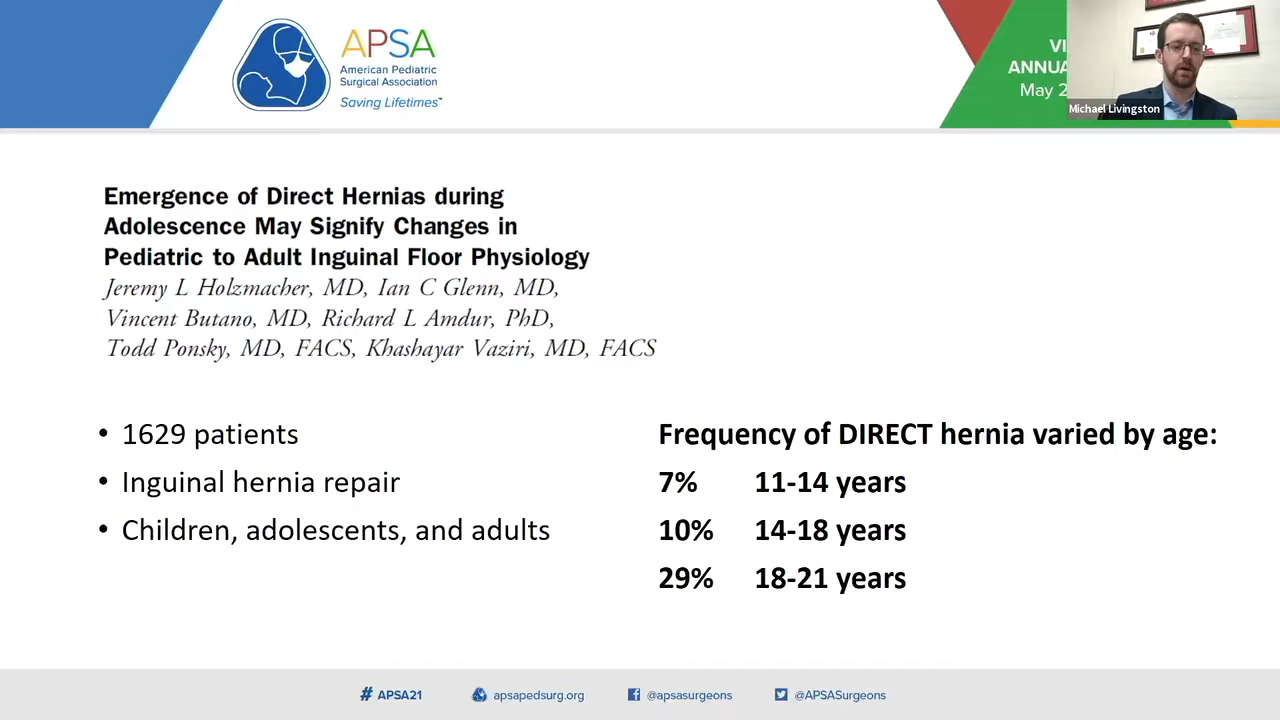 APSA
American Pediatric
Surgical Association
Saving Lifetimes™
VI
ANNUA
May 2
Michael Livingston
Emergence of Direct Hernias during
Adolescence May Signify Changes in
Pediatric to Adult Inguinal Floor Physiology
Jeremy L Holzmacher, MD, Ian C Glenn, MD,
Vincent Butano, MD, Richard L Amdur, PhD,
Todd Ponsky, MD, FACS, Khashayar Vaziri, MD, FACS
• 1629 patients
• Inguinal hernia repair
• Children, adolescents, and adults
Frequency of DIRECT hernia varied by age:
7% 11-14 years
10% 14-18 years
29% 18-21 years
# APSA21
apsapedsurg.org
@apsasurgeons
@APSASurgeons